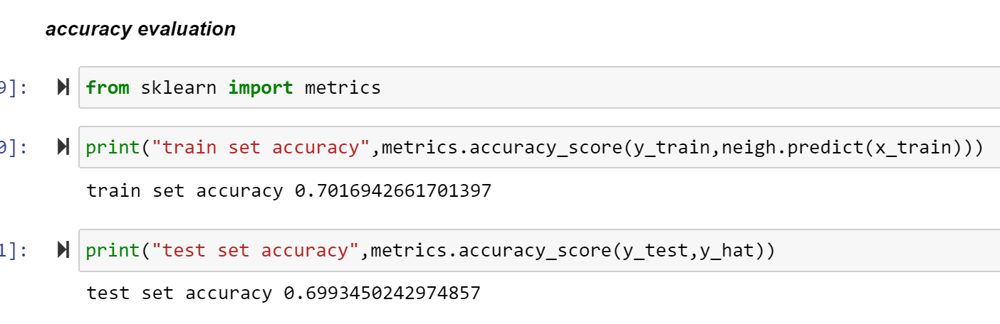 accuracy evaluation
9]: from sklearn import metrics
0]: print("train set accuracy",metrics.accuracy_score(y_train,neigh.predict(x_train)))
train set accuracy 0.7016942661701397
1]: print("test set accuracy",metrics.accuracy_score(y_test,y_hat))
test set accuracy 0.6993450242974857